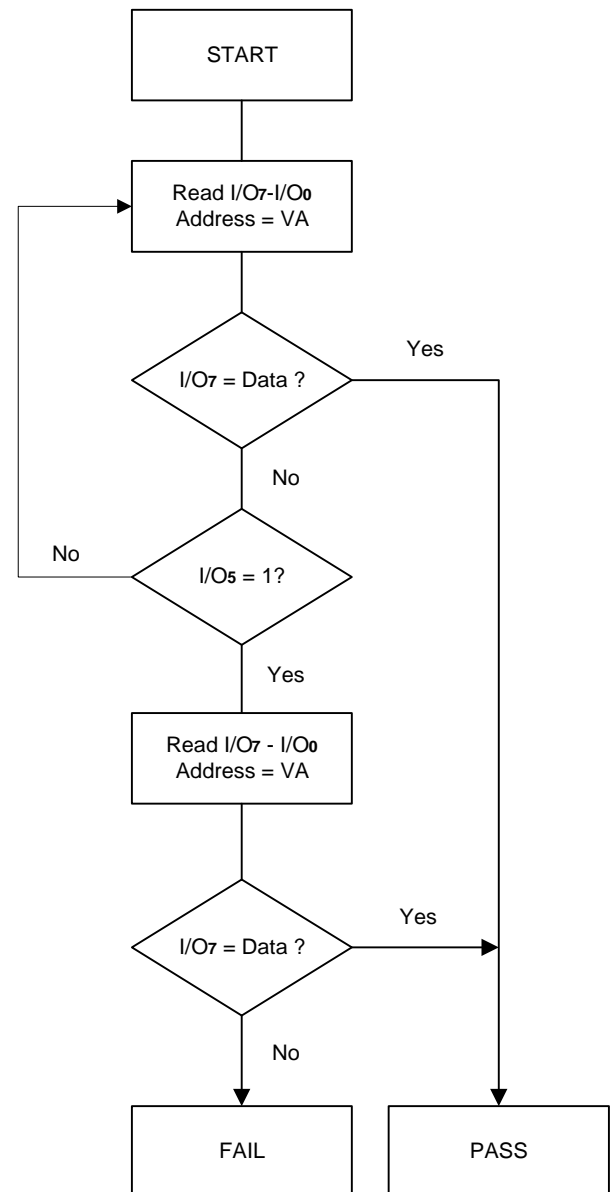 START
Read I/O7-I/O0
Address = VA
Yes
I/O7 = Data ?
No
No
I/O5 = 1?
Yes
Read I/O7 - I/O0
Address = VA
Yes
I/O7 = Data ?
No
FAIL
PASS